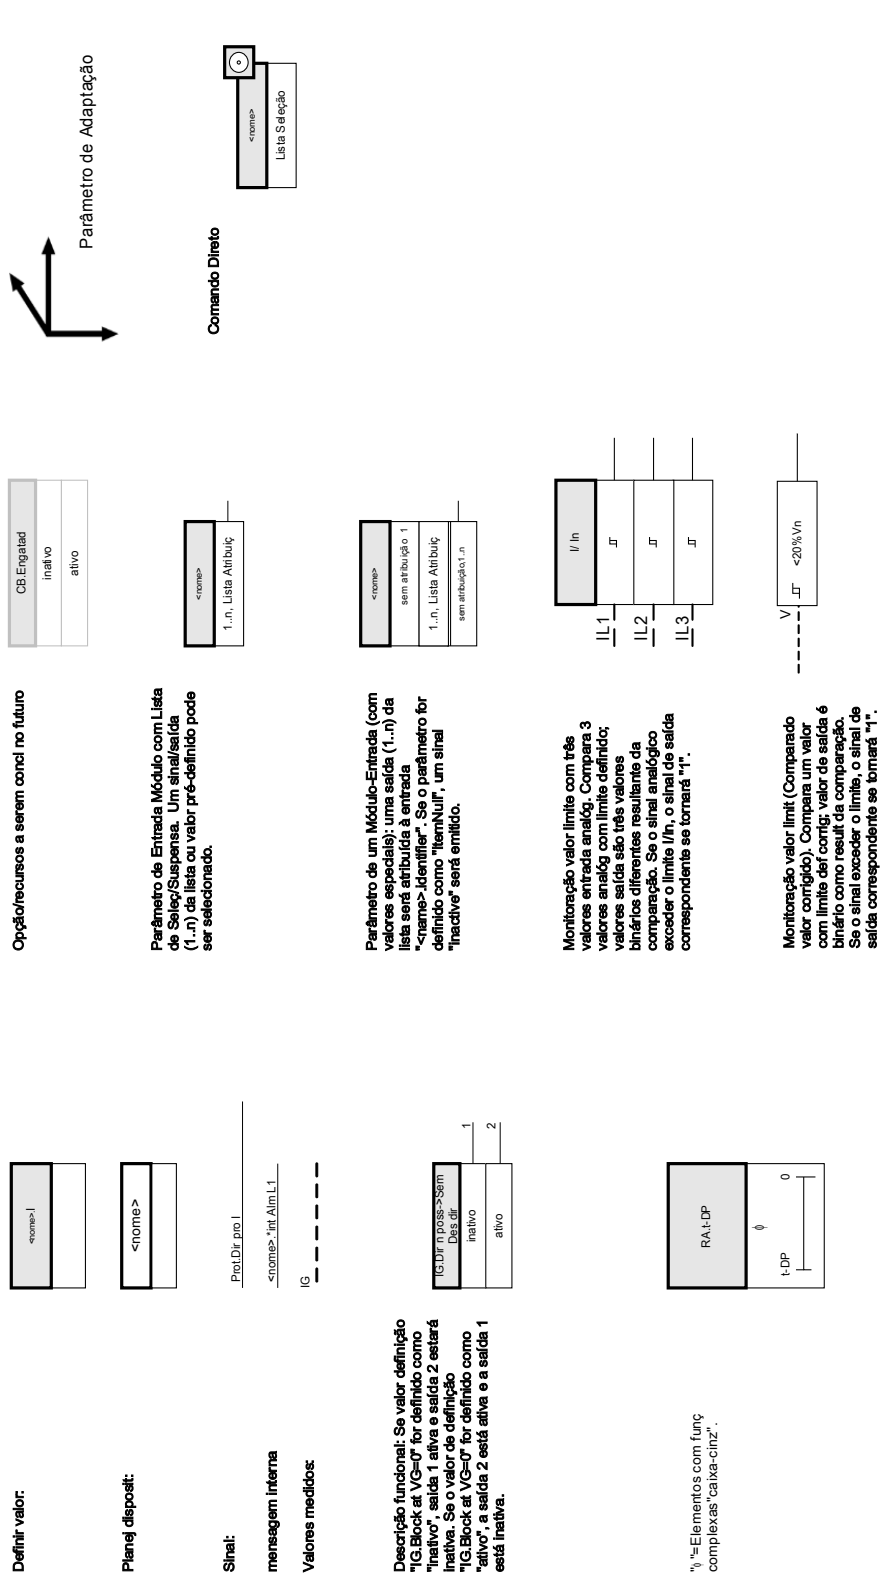 Definir valor:
<nome>.I
Planej disposit:
<nome>
Sinal:
Prot.Dir pro I
mensagem interna
<nome>.*int Alm L1
Valores medidos:
IG
Descrição funcional: Se valor definição
"IG.Block at VG=0" for definido como
"inativo", saída 1 ativa e saída 2 estará
inativa. Se o valor de definição
"IG.Block at VG=0" for definido como
"ativo", a saída 2 está ativa e a saída 1
está inativa.
IG.Dir n poss->Sem
Des dir
inativo
1
ativo
2
"ϕ"=Elementos com funç
complexas"caixa-cinz".
RA.t-DP
ϕ
t-DP
0
Opção/recursos a serem concl no futuro
CB.Engatad
inativo
ativo
Parâmetro de Entrada Módulo com Lista
de Seleç/Suspensa. Um sinal/saída
(1..n) da lista ou valor pré-definido pode
ser selecionado.
<nome>
1..n, Lista Atribuiç
Parâmetro de um Módulo-Entrada (com
valores espedais): uma saída (1..n) da
lista será atribuída à entrada
"<name>.Identifier". Se o parâmetro for
definido como "ItemNull", um sinal
"Inactive" será emitido.
<nome>
sem atribuição 1
1..n, Lista Atribuiç
sem atribuição,1..n
Monitoração valor limite com três
valores entrada analóg. Compara 3
valores analóg com limite definido;
valores saída são três valores
binários diferentes resultante da
comparação. Se o sinal analógico
exceder o limite I/In, o sinal de saída
correspondente se tornará "1".
I/ In
IL1
IL2
IL3
Monitoração valor limit (Comparado
valor corrigido). Compara um valor
com limite def corrig; valor de saída é
binário como result da comparação.
Se o sinal exceder o limite, o sinal de
saída correspondente se tornará "1".
V
<20%Vn
Parâmetro de Adaptação
Comando Direto
<nome>
Lista Seleção